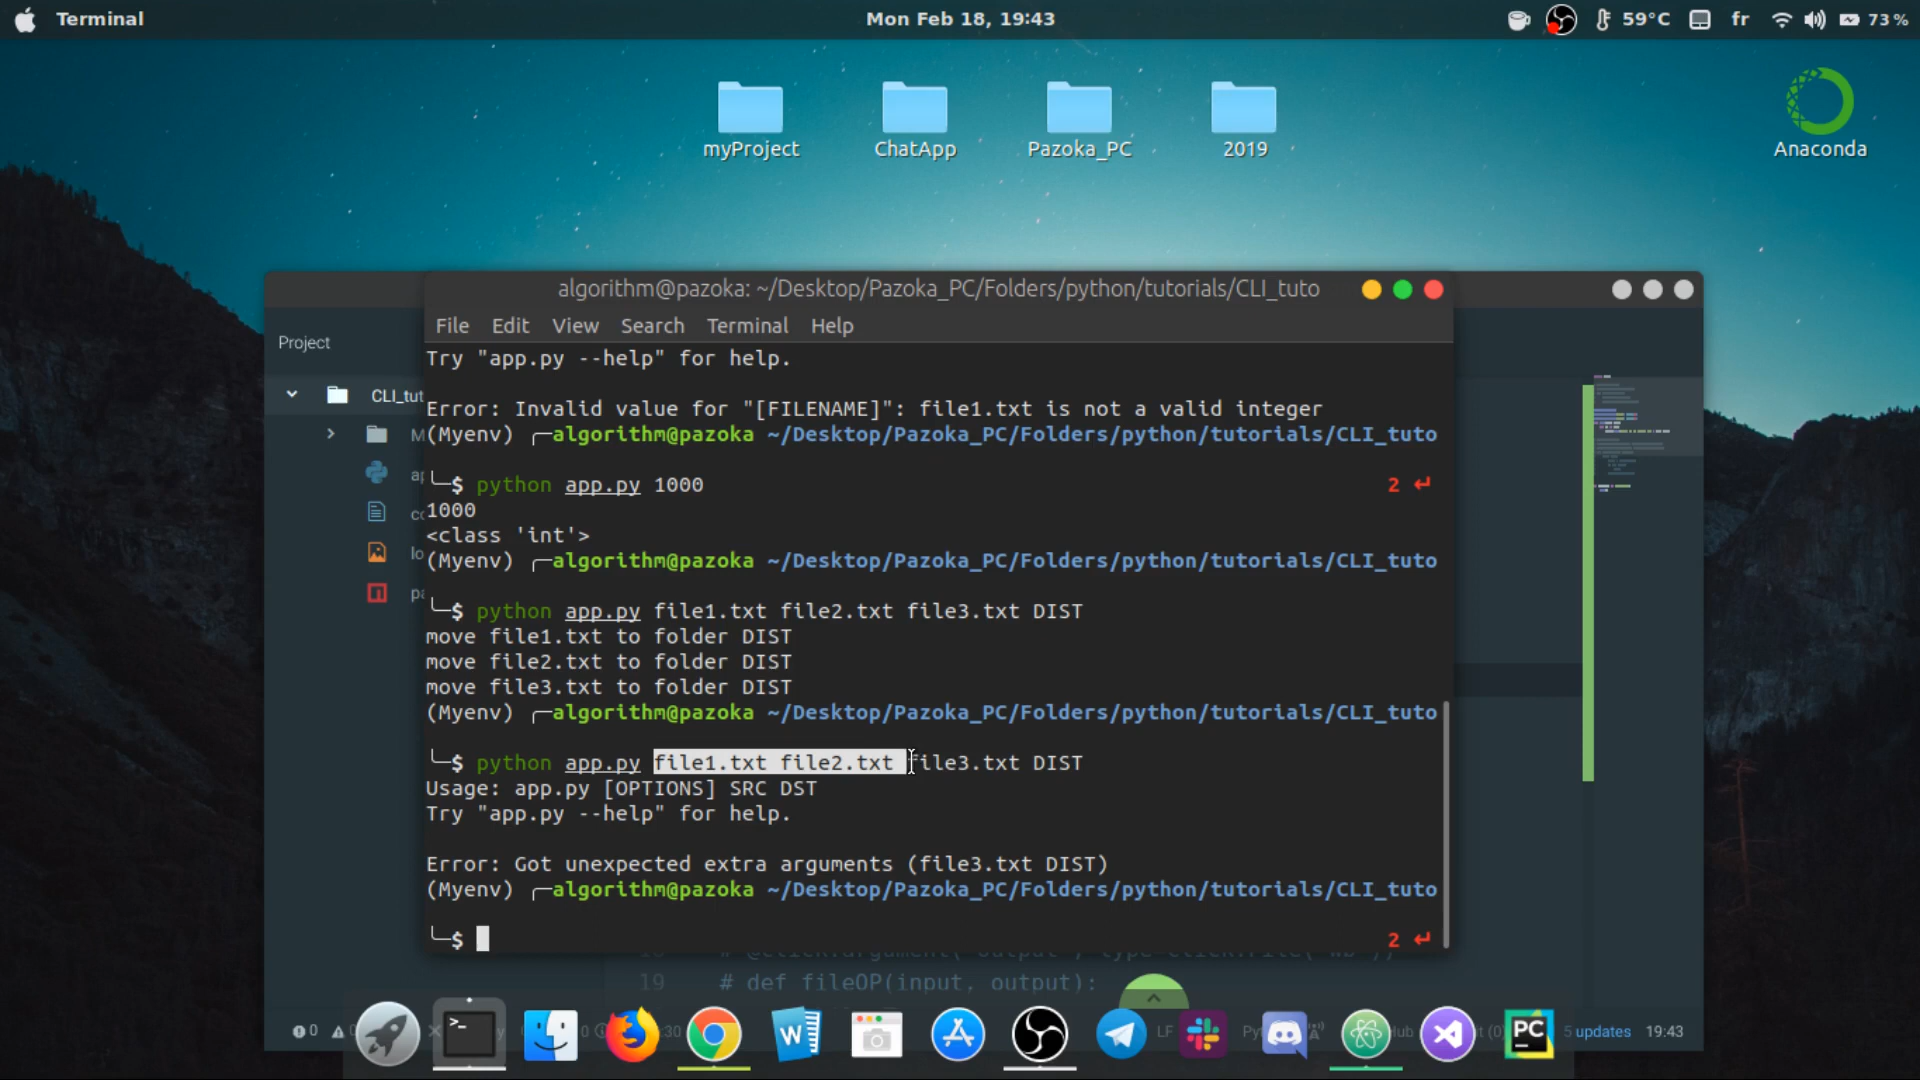 Terminal
Mon Feb 18, 19:43
59°C
fr
73 %
myProject
ChatApp
Pazoka_PC
2019
Anaconda
algorithm@pazoka: ~/Desktop/Pazoka_PC/Folders/python/tutorials/CLI_tuto
File Edit View Search Terminal Help
Project
CLI_tut
Try "app.py --help" for help.
Error: Invalid value for "[FILENAME]": file1.txt is not a valid integer
(Myenv) ╭─algorithm@pazoka ~/Desktop/Pazoka_PC/Folders/python/tutorials/CLI_tuto
╰─$ python app.py 1000 2 ↵
1000
<class 'int'>
(Myenv) ╭─algorithm@pazoka ~/Desktop/Pazoka_PC/Folders/python/tutorials/CLI_tuto
╰─$ python app.py file1.txt file2.txt file3.txt DIST
move file1.txt to folder DIST
move file2.txt to folder DIST
move file3.txt to folder DIST
(Myenv) ╭─algorithm@pazoka ~/Desktop/Pazoka_PC/Folders/python/tutorials/CLI_tuto
╰─$ python app.py file1.txt file2.txt file3.txt DIST
Usage: app.py [OPTIONS] SRC DST
Try "app.py --help" for help.
Error: Got unexpected extra arguments (file3.txt DIST)
(Myenv) ╭─algorithm@pazoka ~/Desktop/Pazoka_PC/Folders/python/tutorials/CLI_tuto
╰─$ 2 ↵
19 # def fileOP(input, output):
0
LF
5 updates
19:43